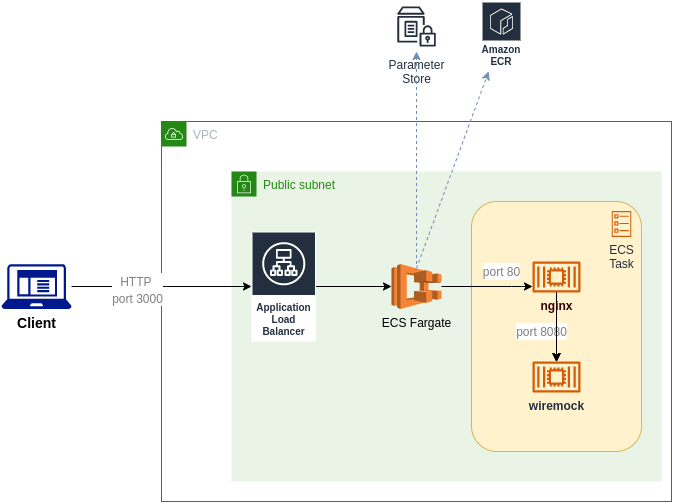 Parameter
Store
Amazon
ECR
VPC
Public subnet
ECS
Task
HTTP
port 3000
Client
Application
Load
Balancer
ECS Fargate
port 80
nginx
port 8080
wiremock